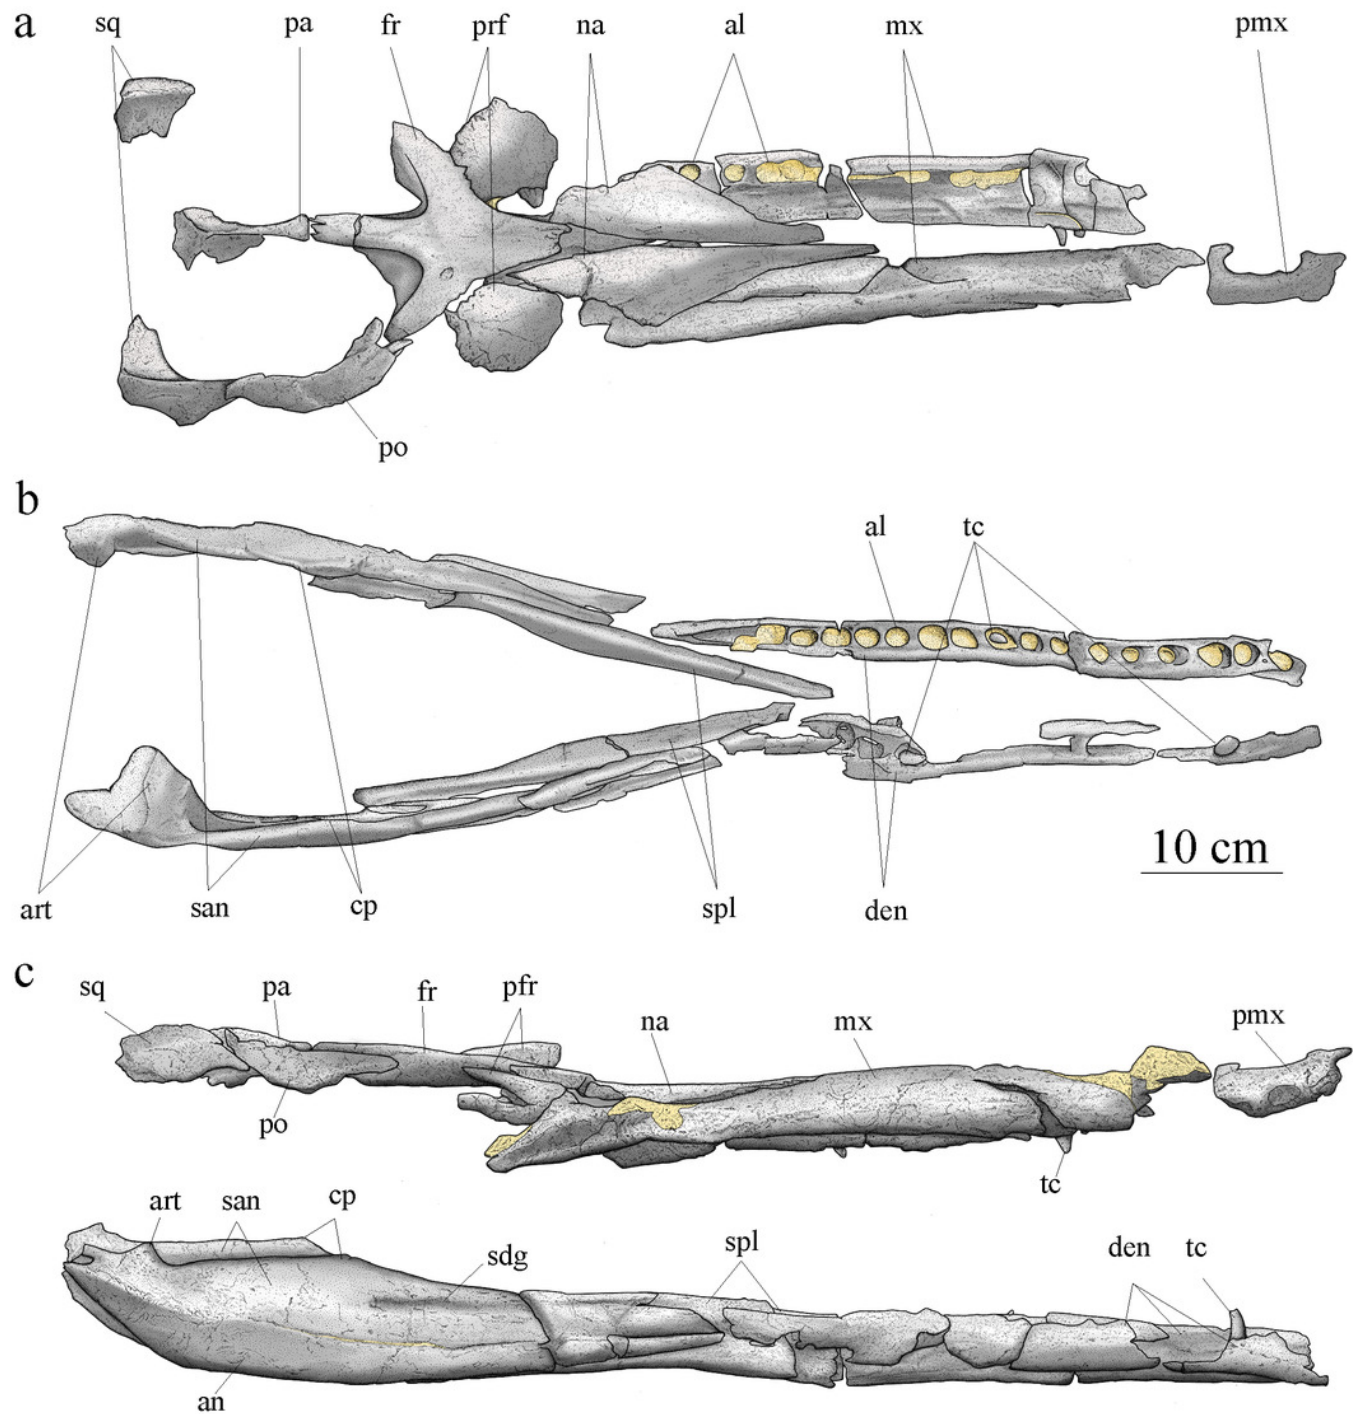 a
sq pa fr prf na al mx pmx
po
b
al tc
10 cm
art san cp spl den
c
sq pa fr pfr na mx pmx
po
tc
art san cp sdg spl den tc
an